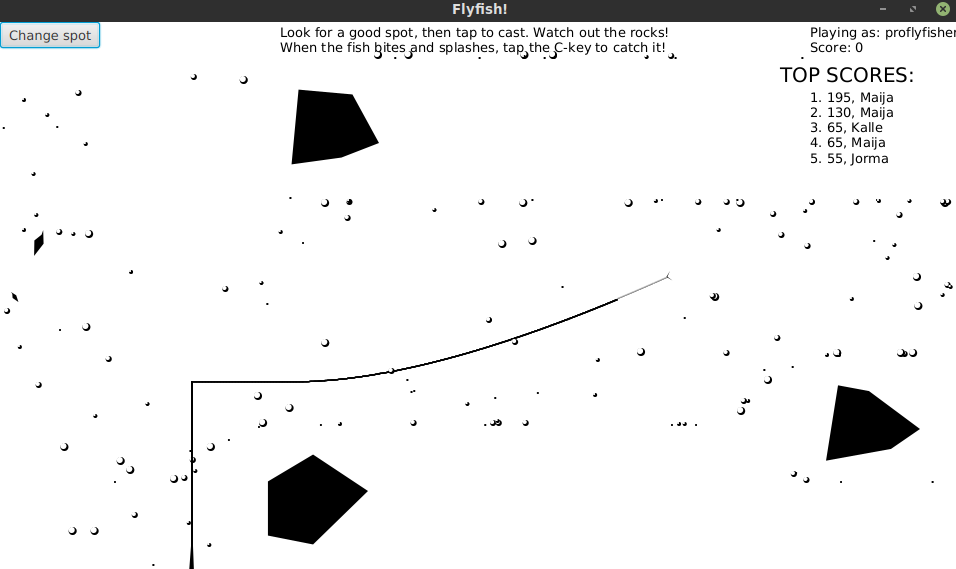 Flyfish!
Change spot
Look for a good spot, then tap to cast. Watch out the rocks!
When the fish bites and splashes, tap the C-key to catch it!
Playing as: proflyfisher
Score: 0
TOP SCORES:
1. 195, Maija
2. 130, Maija
3. 65, Kalle
4. 65, Maija
5. 55, Jorma